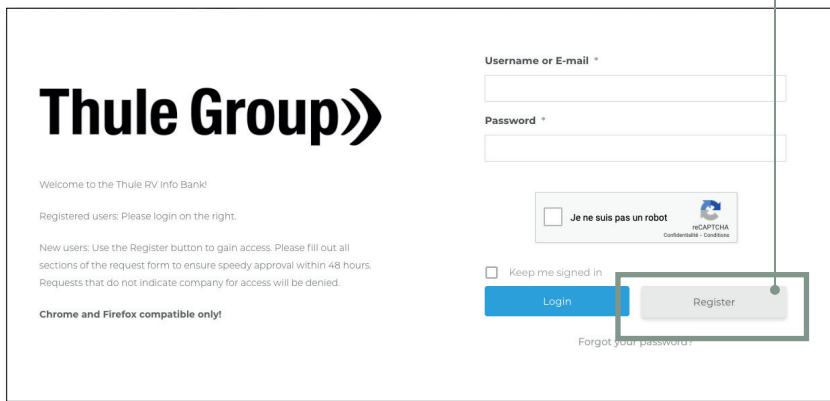 Thule Group
Welcome to the Thule RV Info Bank!
Registered users: Please login on the right.
New users: Use the Register button to gain access. Please fill out all
sections of the request form to ensure speedy approval within 48 hours.
Requests that do not indicate company for access will be denied.
Chrome and Firefox compatible only!
Username or E-mail *
Password *
Je ne suis pas un robot
reCAPTCHA
Confidentialité - Conditions
Keep me signed in
Login
Register
Forgot your password?